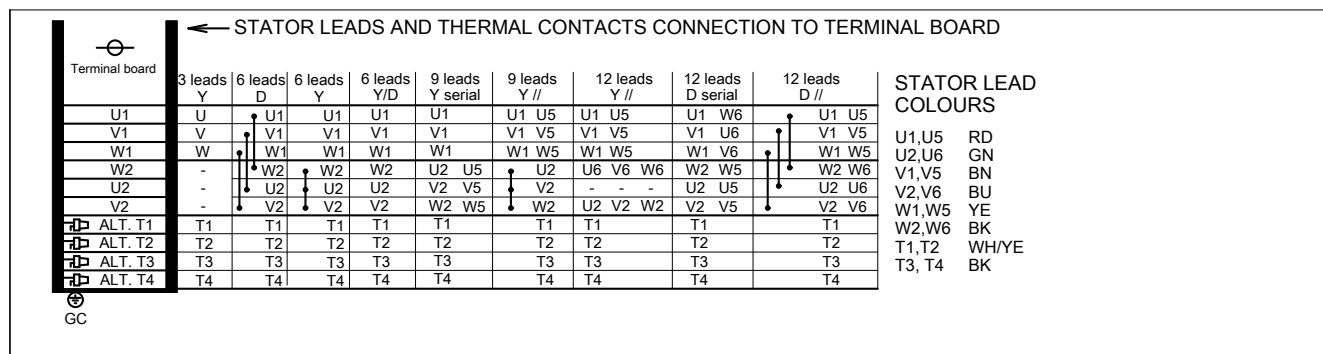 STATOR LEADS AND THERMAL CONTACTS CONNECTION TO TERMINAL BOARD
Terminal board
3 leads 6 leads 6 leads 6 leads 9 leads 9 leads 12 leads 12 leads 12 leads
Y D Y Y/D Y serial Y // Y // D serial D //
U1 U U1 U1 U1 U1 U1 U5 U1 U5 U1 W6 U1 U5
V1 V V1 V1 V1 V1 V1 V5 V1 V5 V1 U6 V1 V5
W1 W W1 W1 W1 W1 W1 W5 W1 W5 W1 V6 W1 W5
W2 - W2 W2 W2 U2 U5 U2 U6 V6 W6 W2 W5 W2 W6
U2 - U2 U2 U2 V2 V5 V2 - - - U2 U5 U2 U6
V2 - V2 V2 V2 W2 W5 W2 U2 V2 W2 V2 V5 V2 V6
ALT. T1 T1 T1 T1 T1 T1 T1 T1 T1 T1
ALT. T2 T2 T2 T2 T2 T2 T2 T2 T2 T2
ALT. T3 T3 T3 T3 T3 T3 T3 T3 T3 T3
ALT. T4 T4 T4 T4 T4 T4 T4 T4 T4 T4
GC
STATOR LEAD
COLOURS
U1,U5 RD
U2,U6 GN
V1,V5 BN
V2,V6 BU
W1,W5 YE
W2,W6 BK
T1,T2 WH/YE
T3, T4 BK